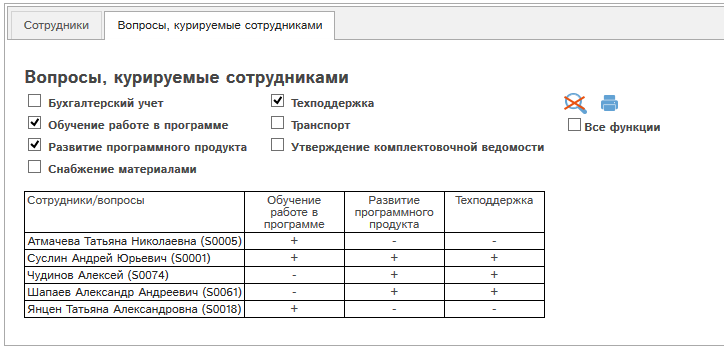 Сотрудники Вопросы, курируемые сотрудниками
Вопросы, курируемые сотрудниками
Бухгалтерский учет Техподдержка
Обучение работе в программе Транспорт Все функции
Развитие программного продукта Утверждение комплектовочной ведомости
Снабжение материалами
Сотрудники/вопросы Обучение Развитие Техподдержка
работе в программного
программе продукта
Атмачева Татьяна Николаевна (S0005) + - -
Суслин Андрей Юрьевич (S0001) + + +
Чудинов Алексей (S0074) - + +
Шапаев Александр Андреевич (S0061) - + +
Янцен Татьяна Александровна (S0018) + - -